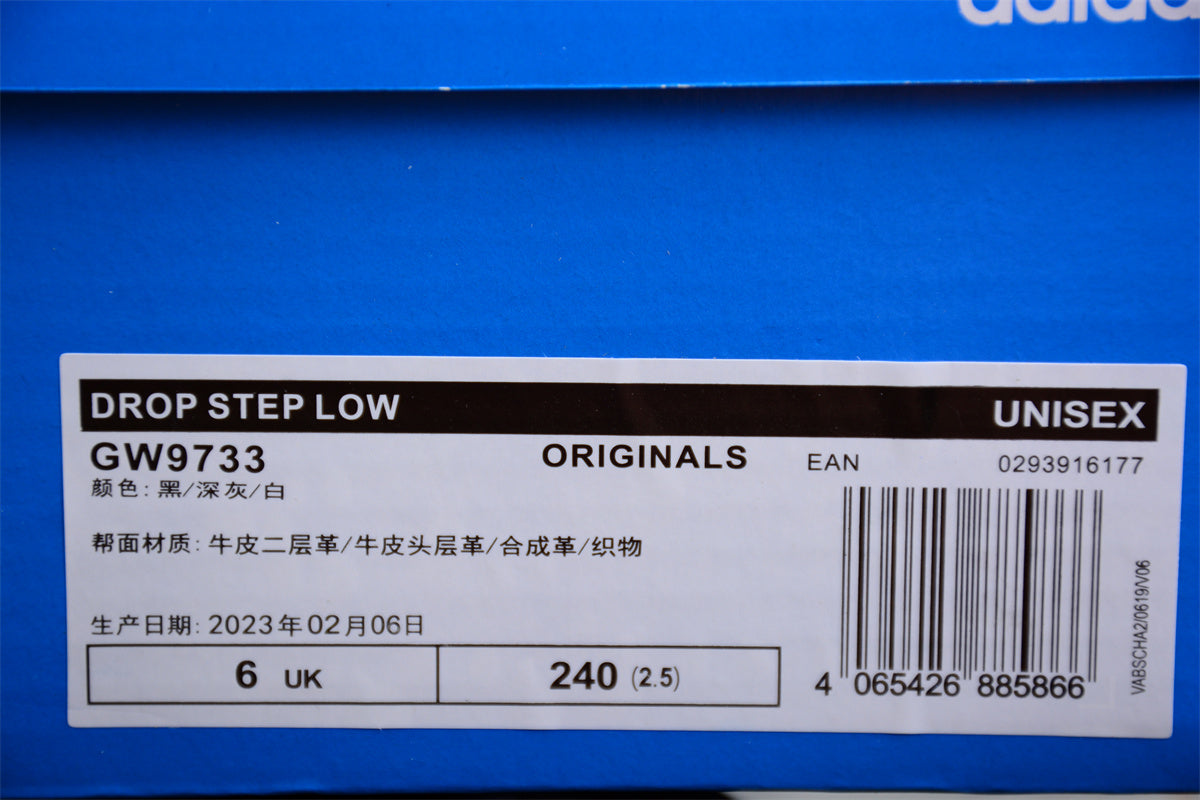 adidas
DROP STEP LOW UNISEX
GW9733 ORIGINALS EAN 0293916177
颜色: 黑/深灰/白
帮面材质: 牛皮二层革/牛皮头层革/合成革/织物
生产日期: 2023年02月06日
6 UK 240 (2.5)
4 065426 885866
VABSCHA2/0619/V06